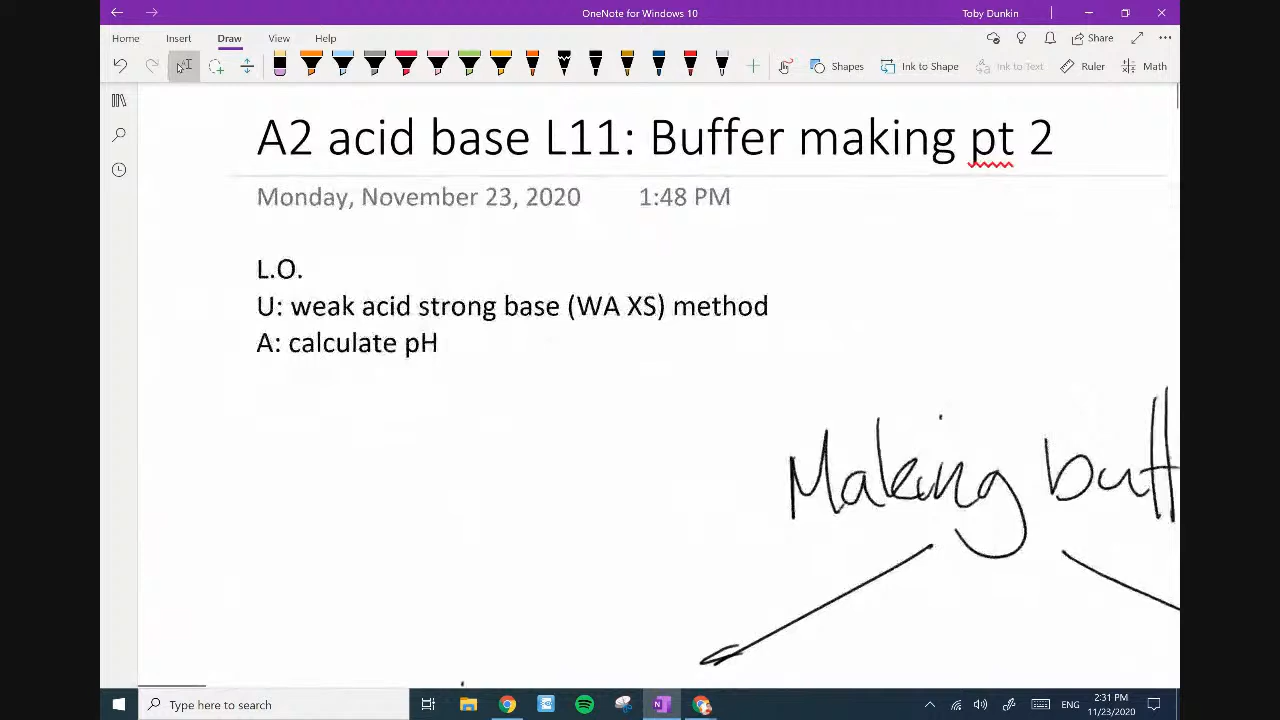 OneNote for Windows 10
Toby Dunkin
Home Insert Draw View Help
Share
Shapes Ink to Shape Ink to Text Ruler Math
A2 acid base L11: Buffer making pt 2
Monday, November 23, 2020 1:48 PM
L.O.
U: weak acid strong base (WA XS) method
A: calculate pH
Making buff
Type here to search
ENG
2:31 PM
11/23/2020